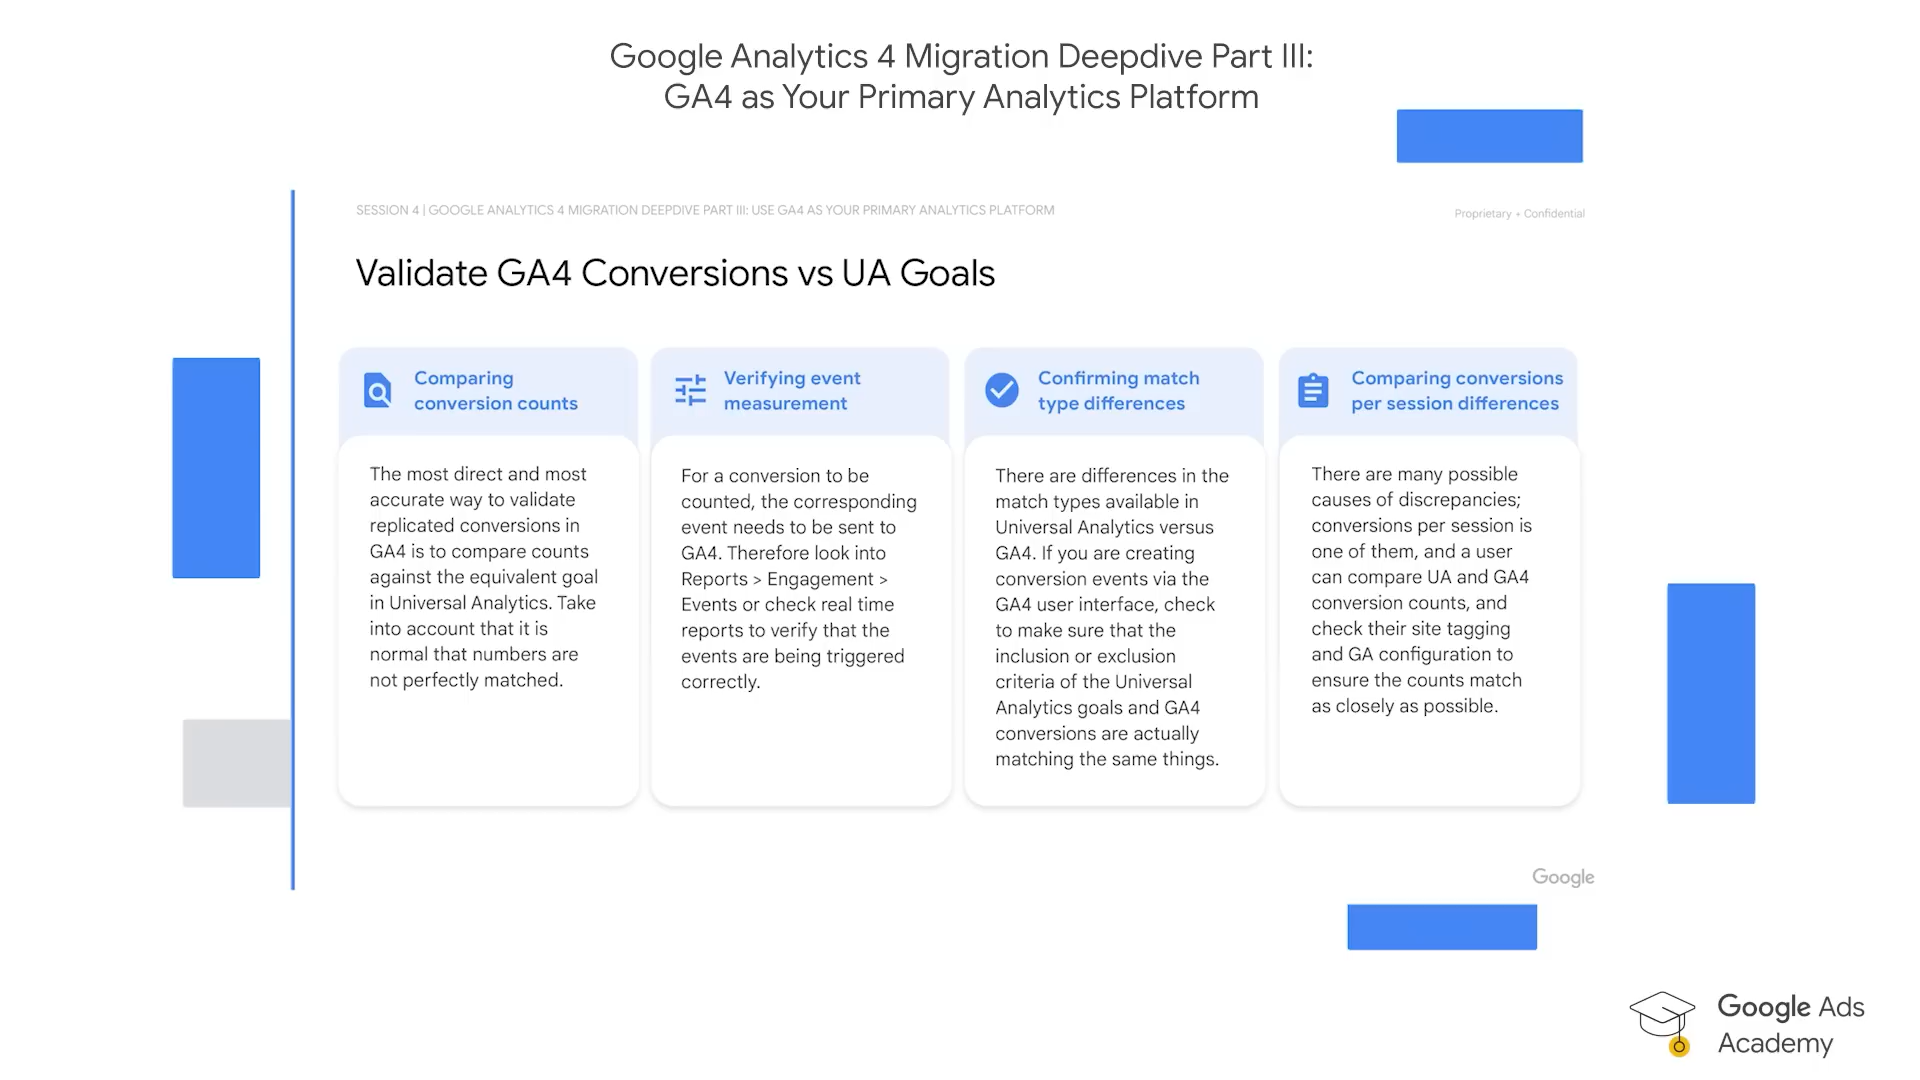 Google Analytics 4 Migration Deepdive Part III:
GA4 as Your Primary Analytics Platform
SESSION 4 | GOOGLE ANALYTICS 4 MIGRATION DEEPDIVE PART III: USE GA4 AS YOUR PRIMARY ANALYTICS PLATFORM
Proprietary + Confidential
Validate GA4 Conversions vs UA Goals
Comparing
conversion counts
The most direct and most
accurate way to validate
replicated conversions in
GA4 is to compare counts
against the equivalent goal
in Universal Analytics. Take
into account that it is
normal that numbers are
not perfectly matched.
Verifying event
measurement
For a conversion to be
counted, the corresponding
event needs to be sent to
GA4. Therefore look into
Reports > Engagement >
Events or check real time
reports to verify that the
events are being triggered
correctly.
Confirming match
type differences
There are differences in the
match types available in
Universal Analytics versus
GA4. If you are creating
conversion events via the
GA4 user interface, check
to make sure that the
inclusion or exclusion
criteria of the Universal
Analytics goals and GA4
conversions are actually
matching the same things.
Comparing conversions
per session differences
There are many possible
causes of discrepancies;
conversions per session is
one of them, and a user
can compare UA and GA4
conversion counts, and
check their site tagging
and GA configuration to
ensure the counts match
as closely as possible.
Google
Google Ads
Academy